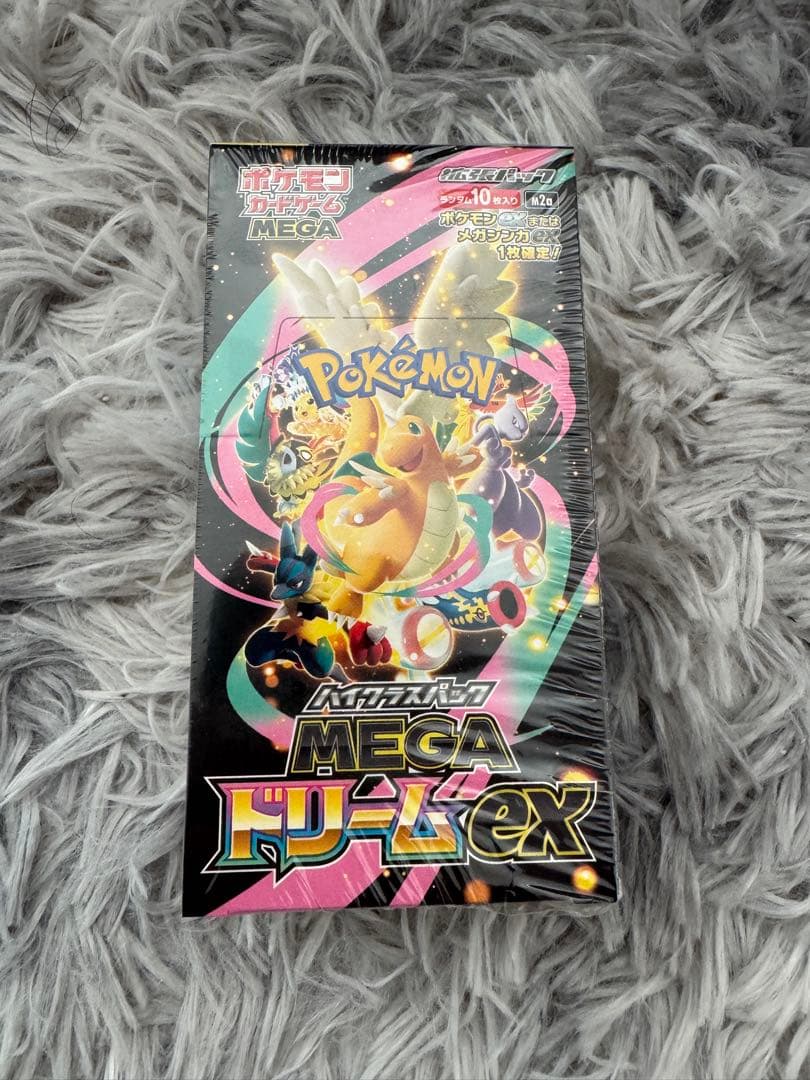 ポケモン
カードゲーム
MEGA
拡張パック
ランダム10枚入り M2a
ポケモンexまたは
メガシンカex
1枚確定!
POKÉMON
ハイクラスパック
MEGA
ドリームex